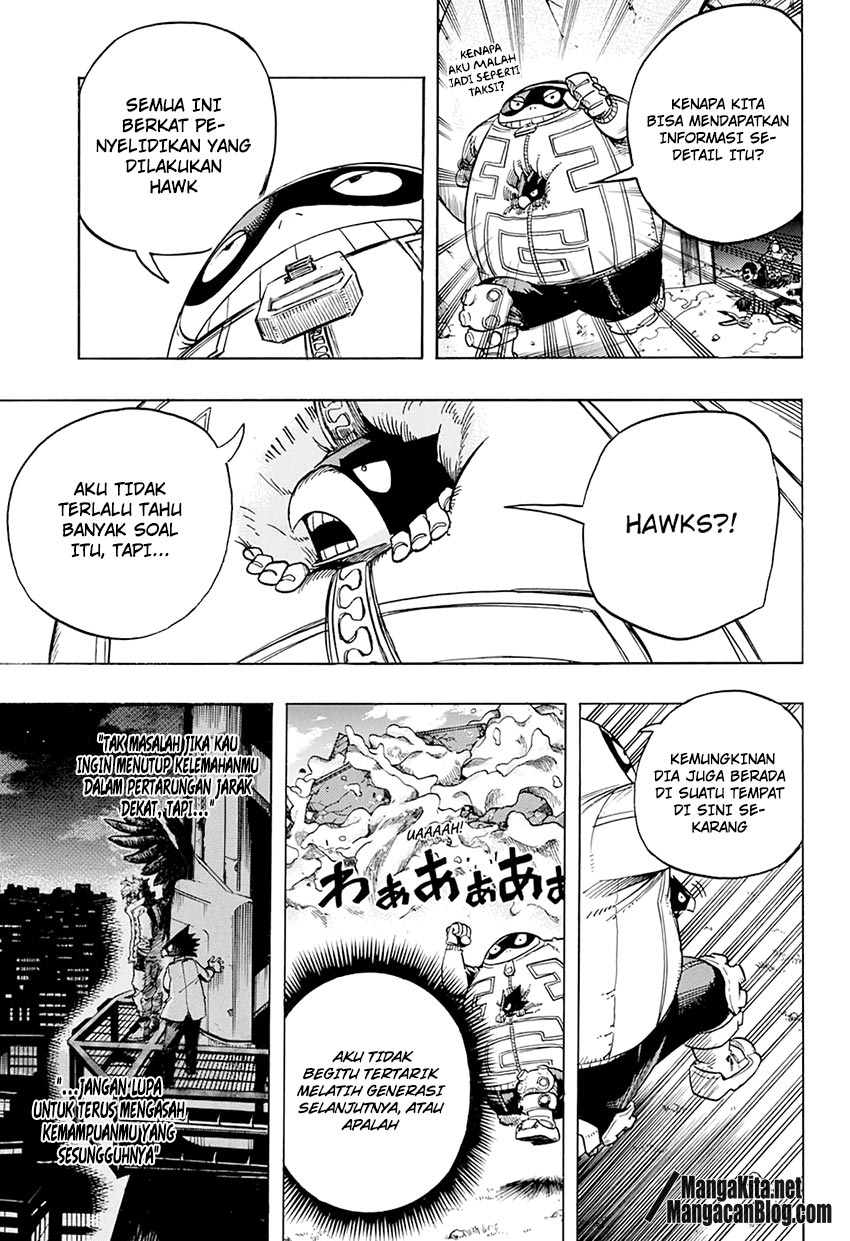 KENAPA KITA
BISA MENDAPATKAN
INFORMASI SE-
DETAIL ITU?
KENAPA
AKU MALAH
JADI SEPERTI
TAKSI?
SEMUA INI
BERKAT PE-
NYELIDIKAN YANG
DILAKUKAN
HAWK
HAWKS?!
AKU TIDAK
TERLALU TAHU
BANYAK SOAL
ITU, TAPI...
KEMUNGKINAN
DIA JUGA BERADA
DI SUATU TEMPAT
DI SINI SE-
KARANG
UAAAAH!
わぁぁぁぁぁ
AKU TIDAK
BEGITU TERTARIK
MELATIH GENERASI
SELANJUTNYA, ATAU
APALAH
"TAK MASALAH JIKA KAU
INGIN MENUTUP KELEMAHANMU
DALAM PERTARUNGAN JARAK
DEKAT, TAPI...."
"...JANGAN LUPA
UNTUK TERUS MENGASAH
KEMAMPUANMU YANG
SESUNGGUHNYA"
MangaKita.net
MangacanBlog.com